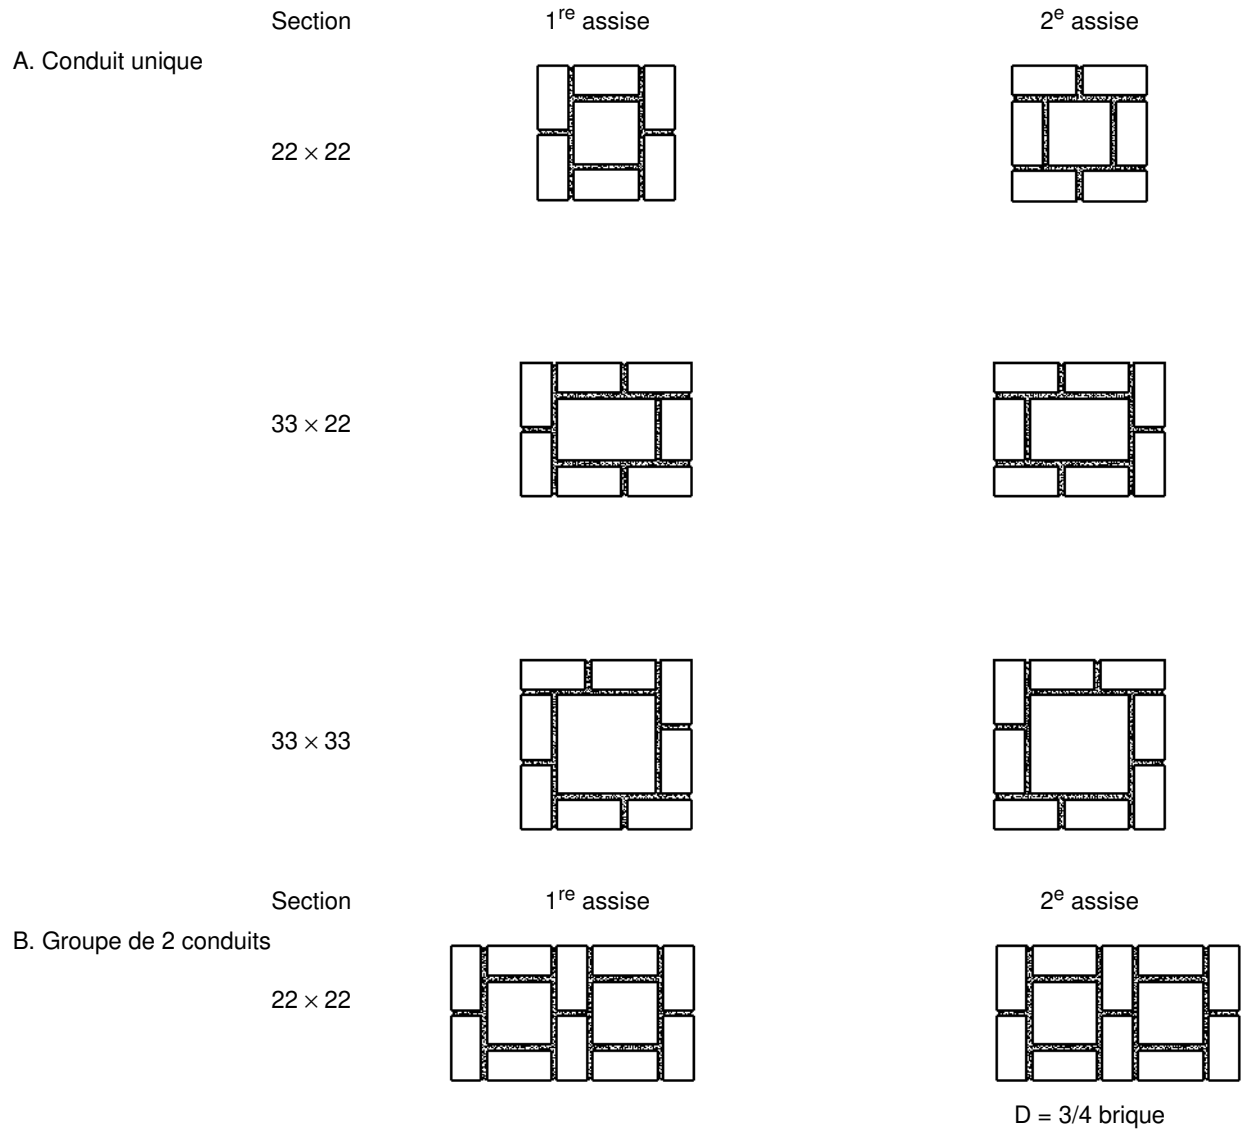 Section 1re assise 2e assise
A. Conduit unique
22 × 22
33 × 22
33 × 33
Section 1re assise 2e assise
B. Groupe de 2 conduits
22 × 22
D = 3/4 brique